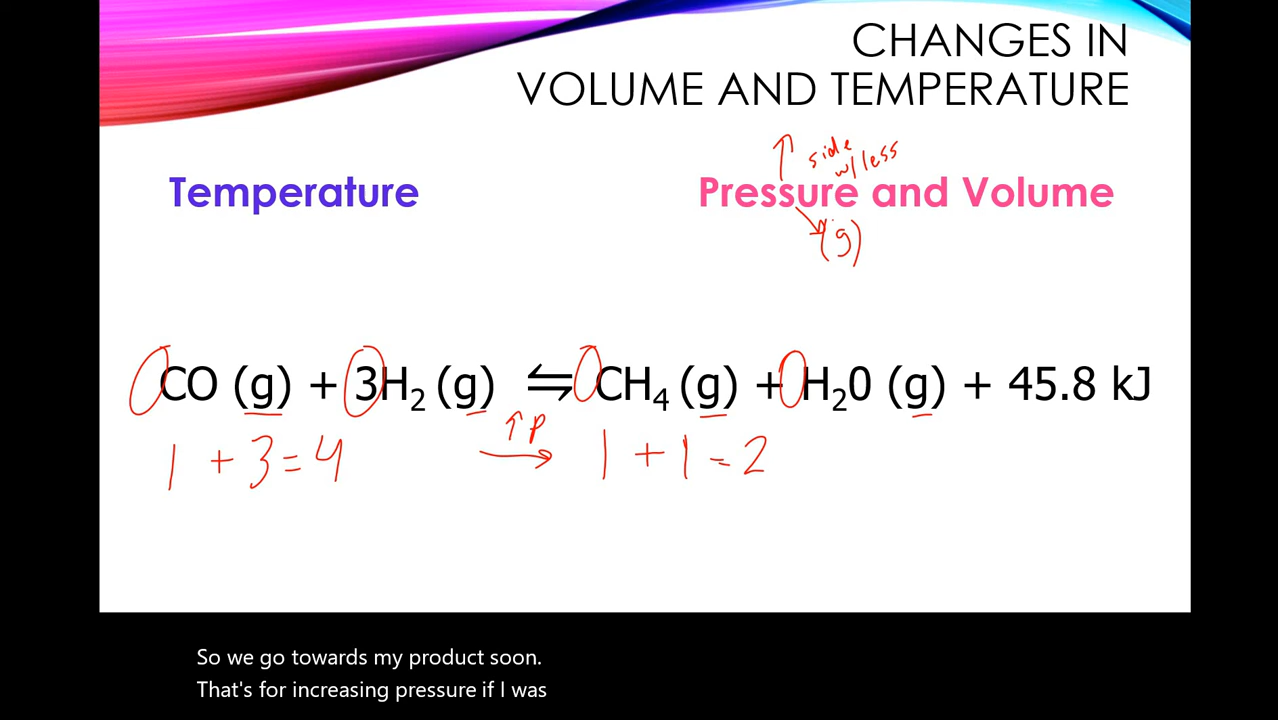 CHANGES IN
VOLUME AND TEMPERATURE
↑ side
w/less
Temperature
Pressure and Volume
(g)
CO (g) + 3H₂ (g) ⇋ CH₄ (g) + H₂0 (g) + 45.8 kJ
↑P
1 + 3 = 4 → 1 + 1 = 2
So we go towards my product soon.
That's for increasing pressure if I was